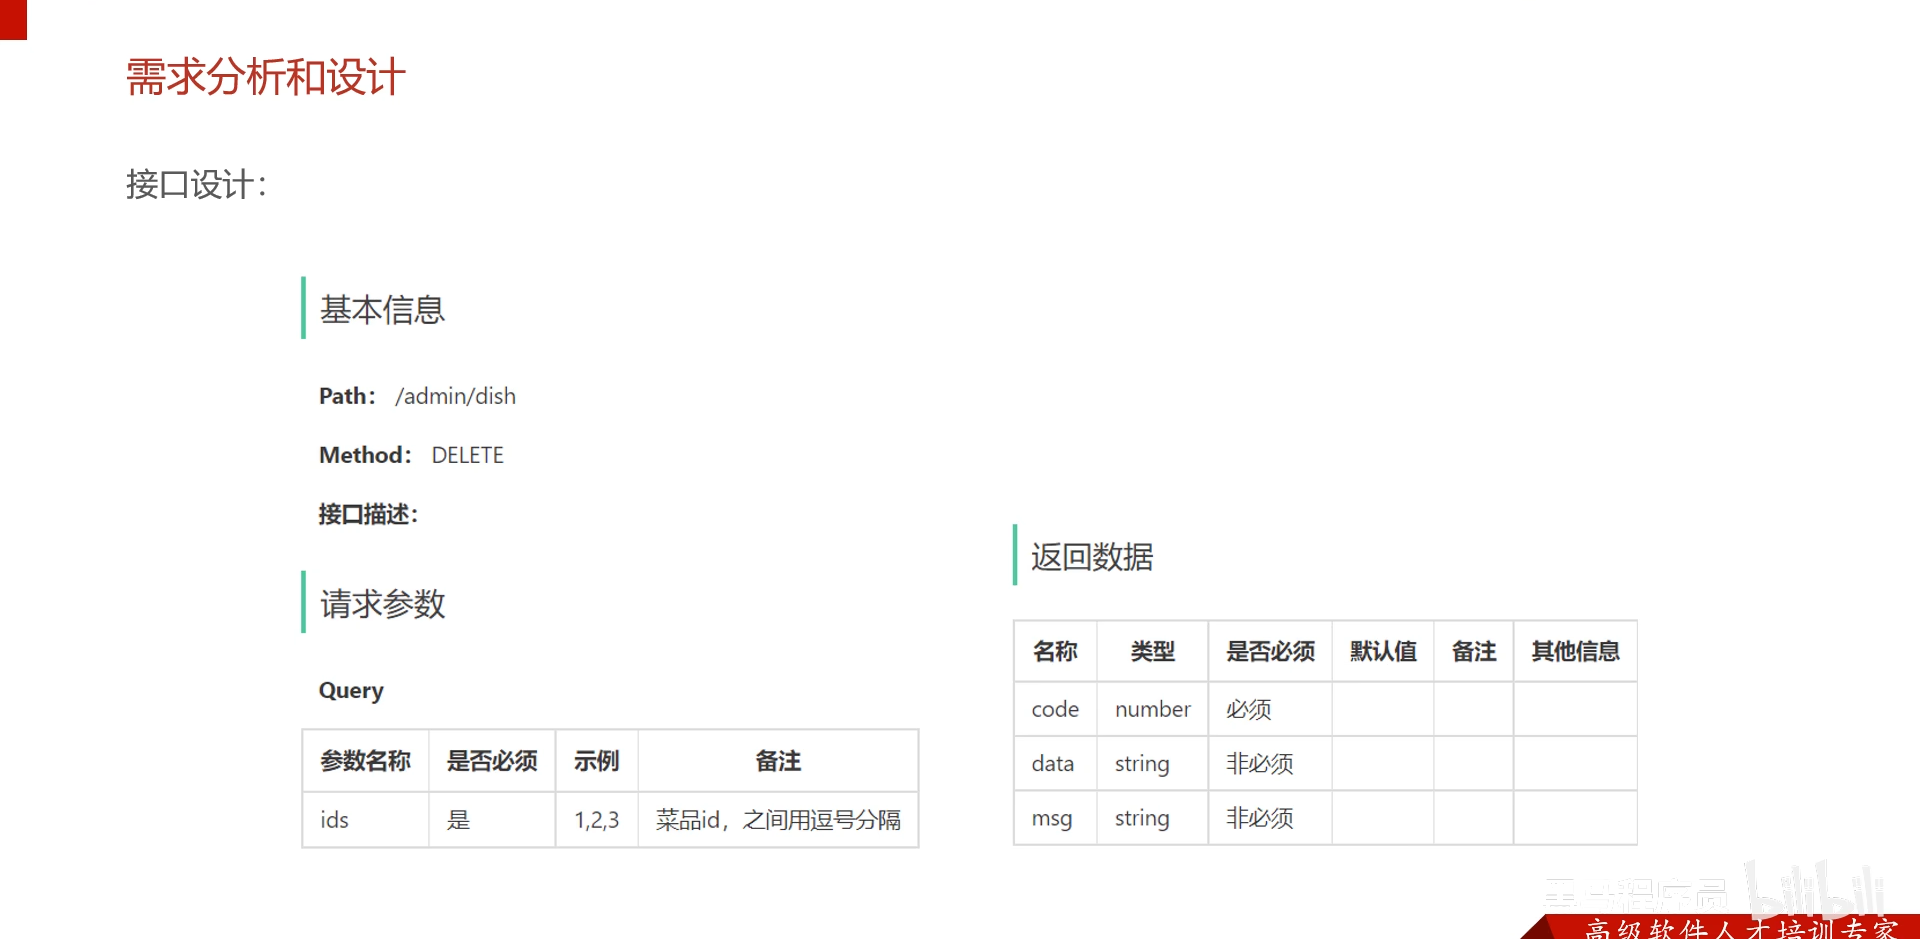 需求分析和设计
接口设计：
基本信息
Path： /admin/dish
Method： DELETE
接口描述：
请求参数
Query
参数名称 是否必须 示例 备注
ids 是 1,2,3 菜品id，之间用逗号分隔
返回数据
名称 类型 是否必须 默认值 备注 其他信息
code number 必须
data string 非必须
msg string 非必须
黑马程序员 bilibili
高级软件人才培训专家